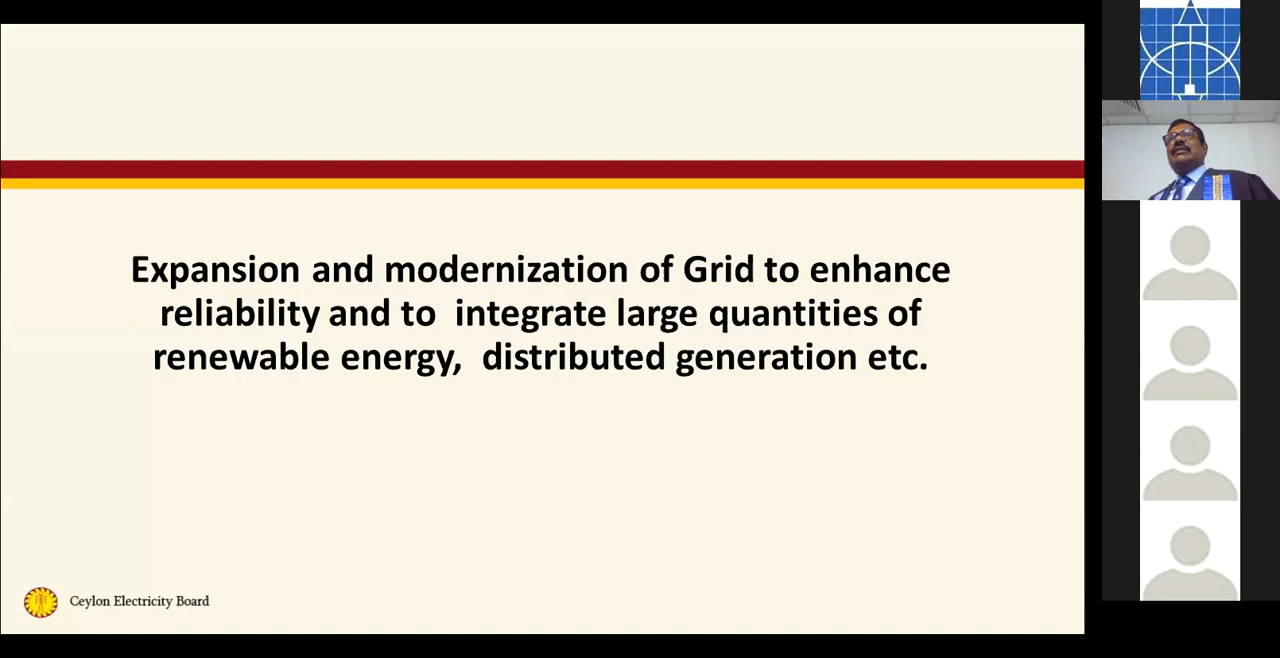 Expansion and modernization of Grid to enhance
reliability and to  integrate large quantities of
renewable energy,  distributed generation etc.
Ceylon Electricity Board